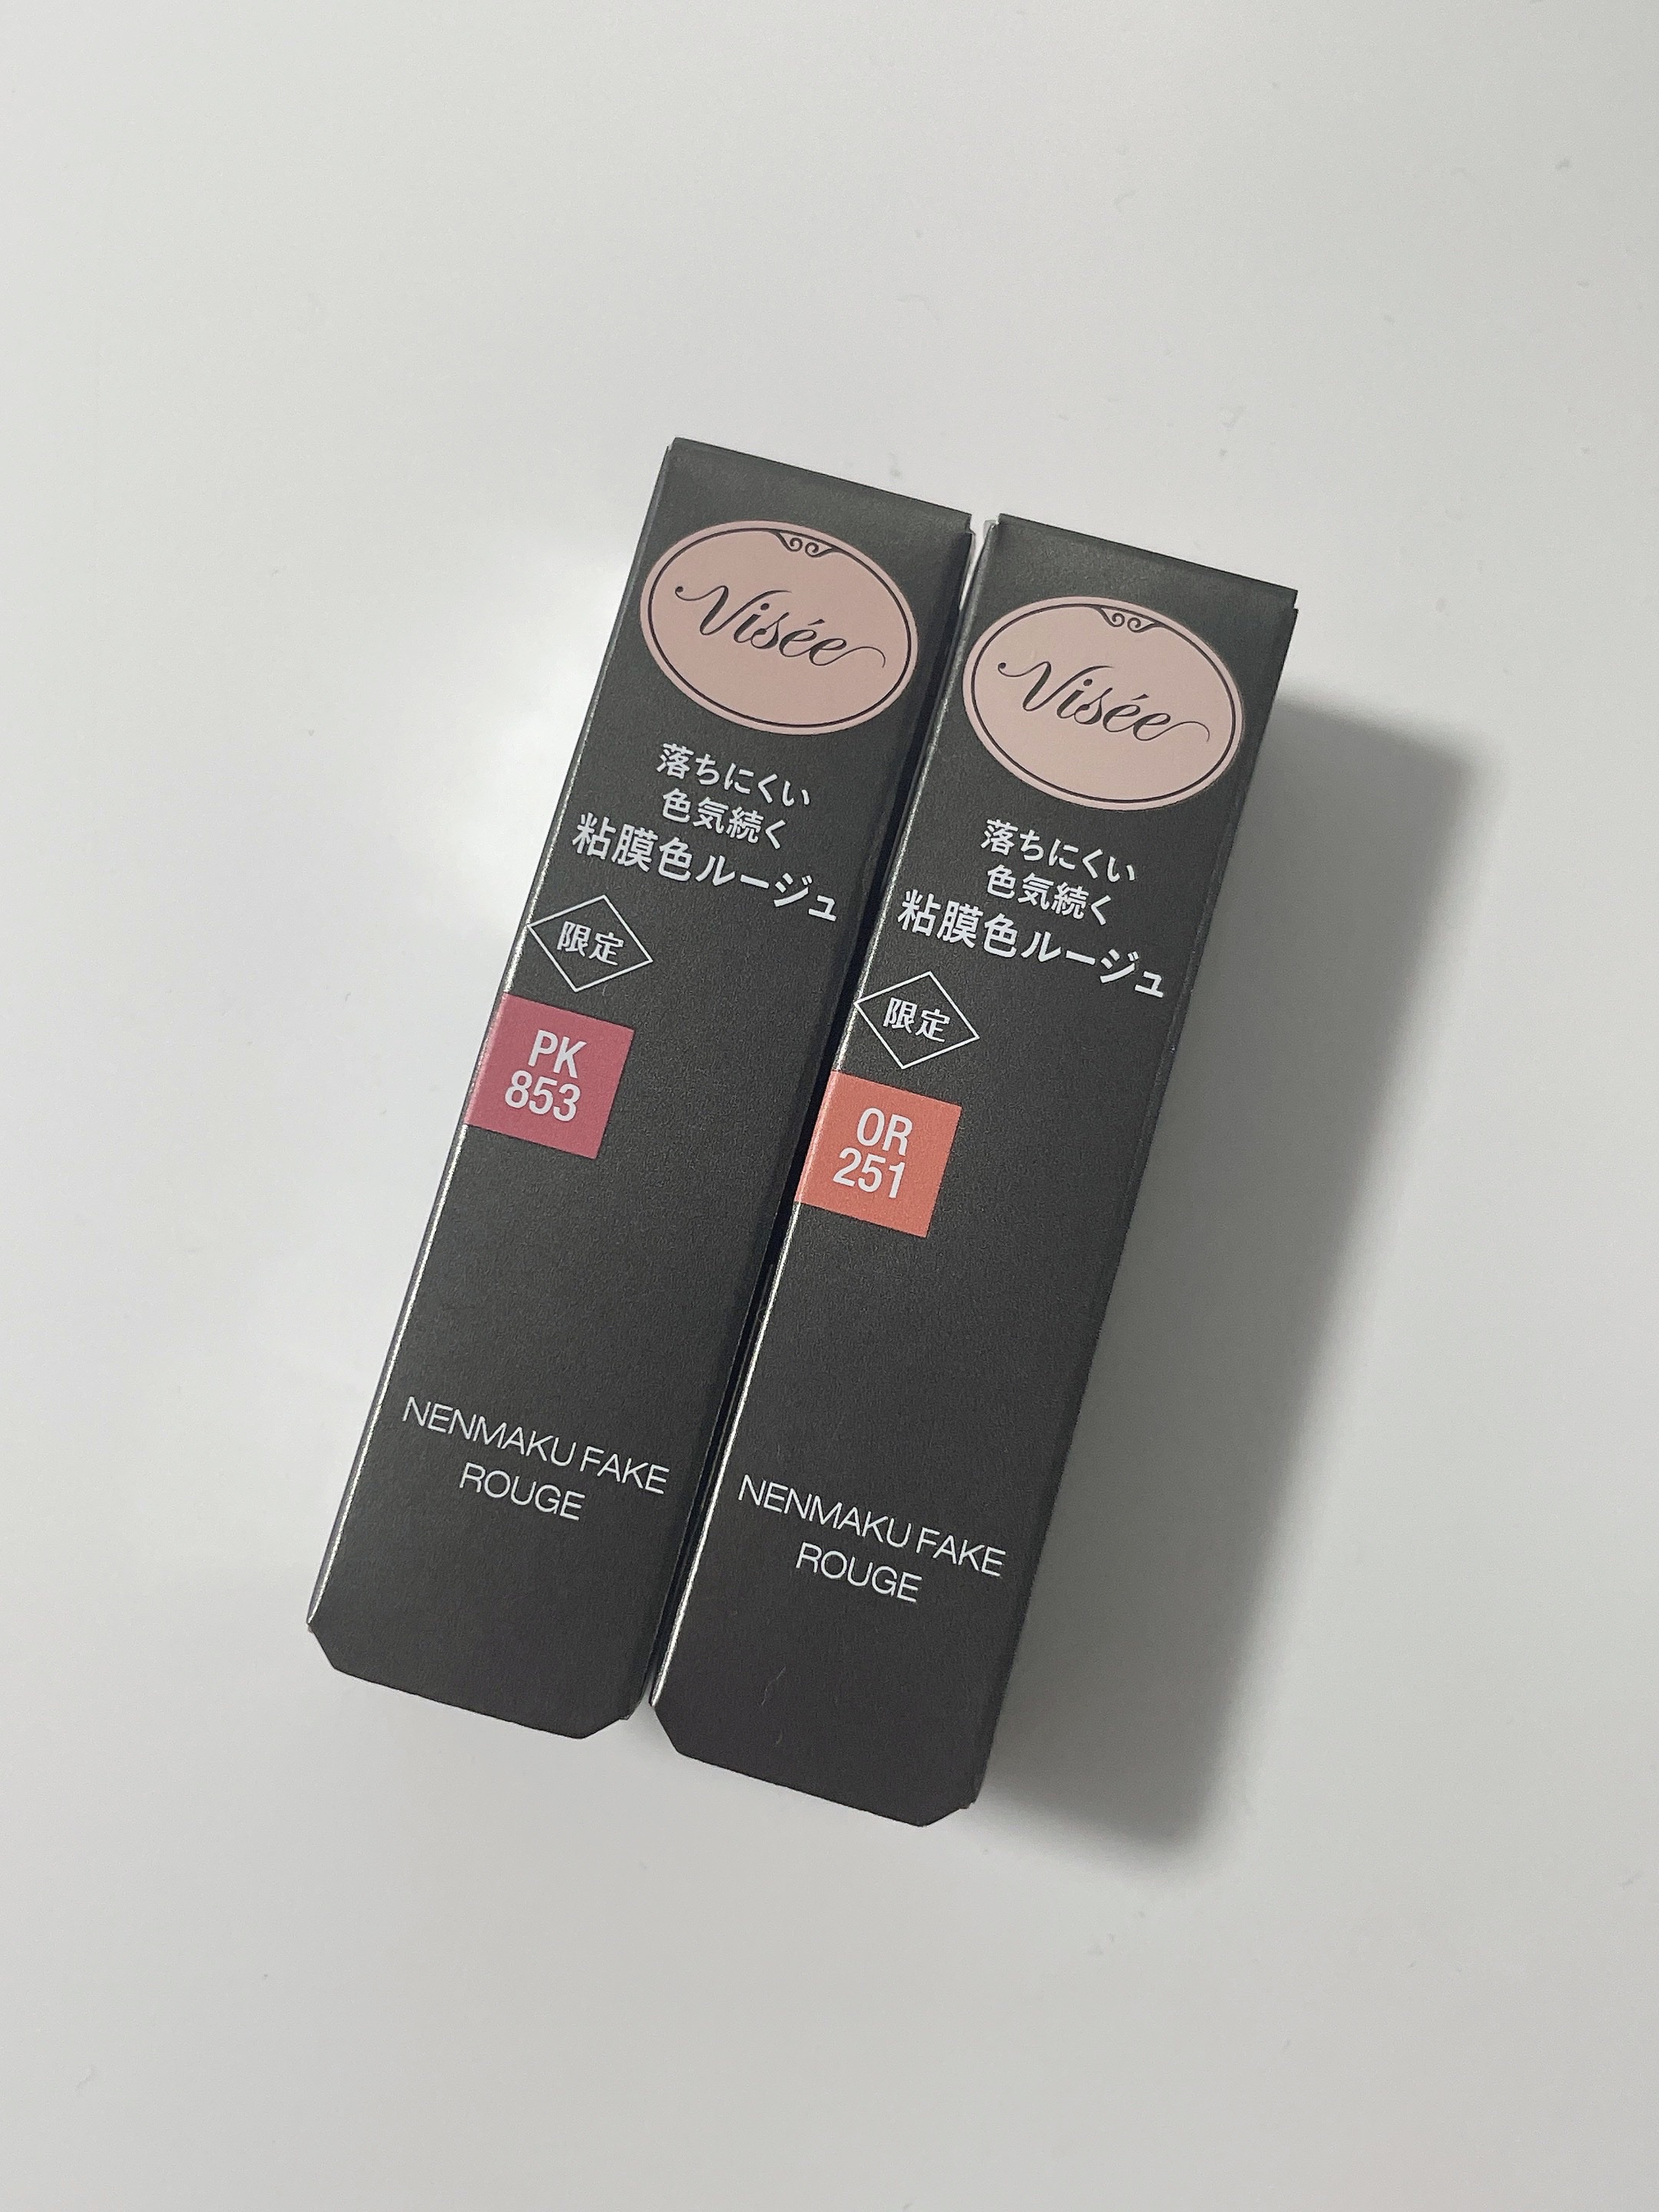 Visée
落ちにくい
色気続く
粘膜色ルージュ
限定
PK
853
NENMAKU FAKE
ROUGE
Visée
落ちにくい
色気続く
粘膜色ルージュ
限定
OR
251
NENMAKU FAKE
ROUGE